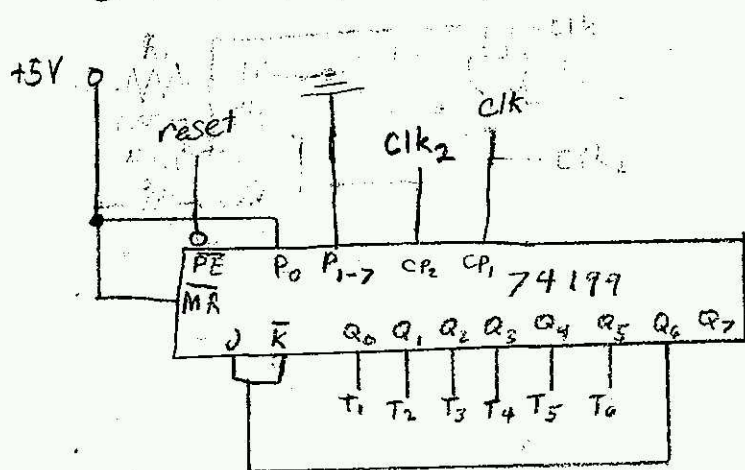 +5V
reset
clk
clk₂
PE P₀ P₁₋₇ CP₂ CP₁
74199
MR
J K Q₀ Q₁ Q₂ Q₃ Q₄ Q₅ Q₆ Q₇
T₁ T₂ T₃ T₄ T₅ T₆